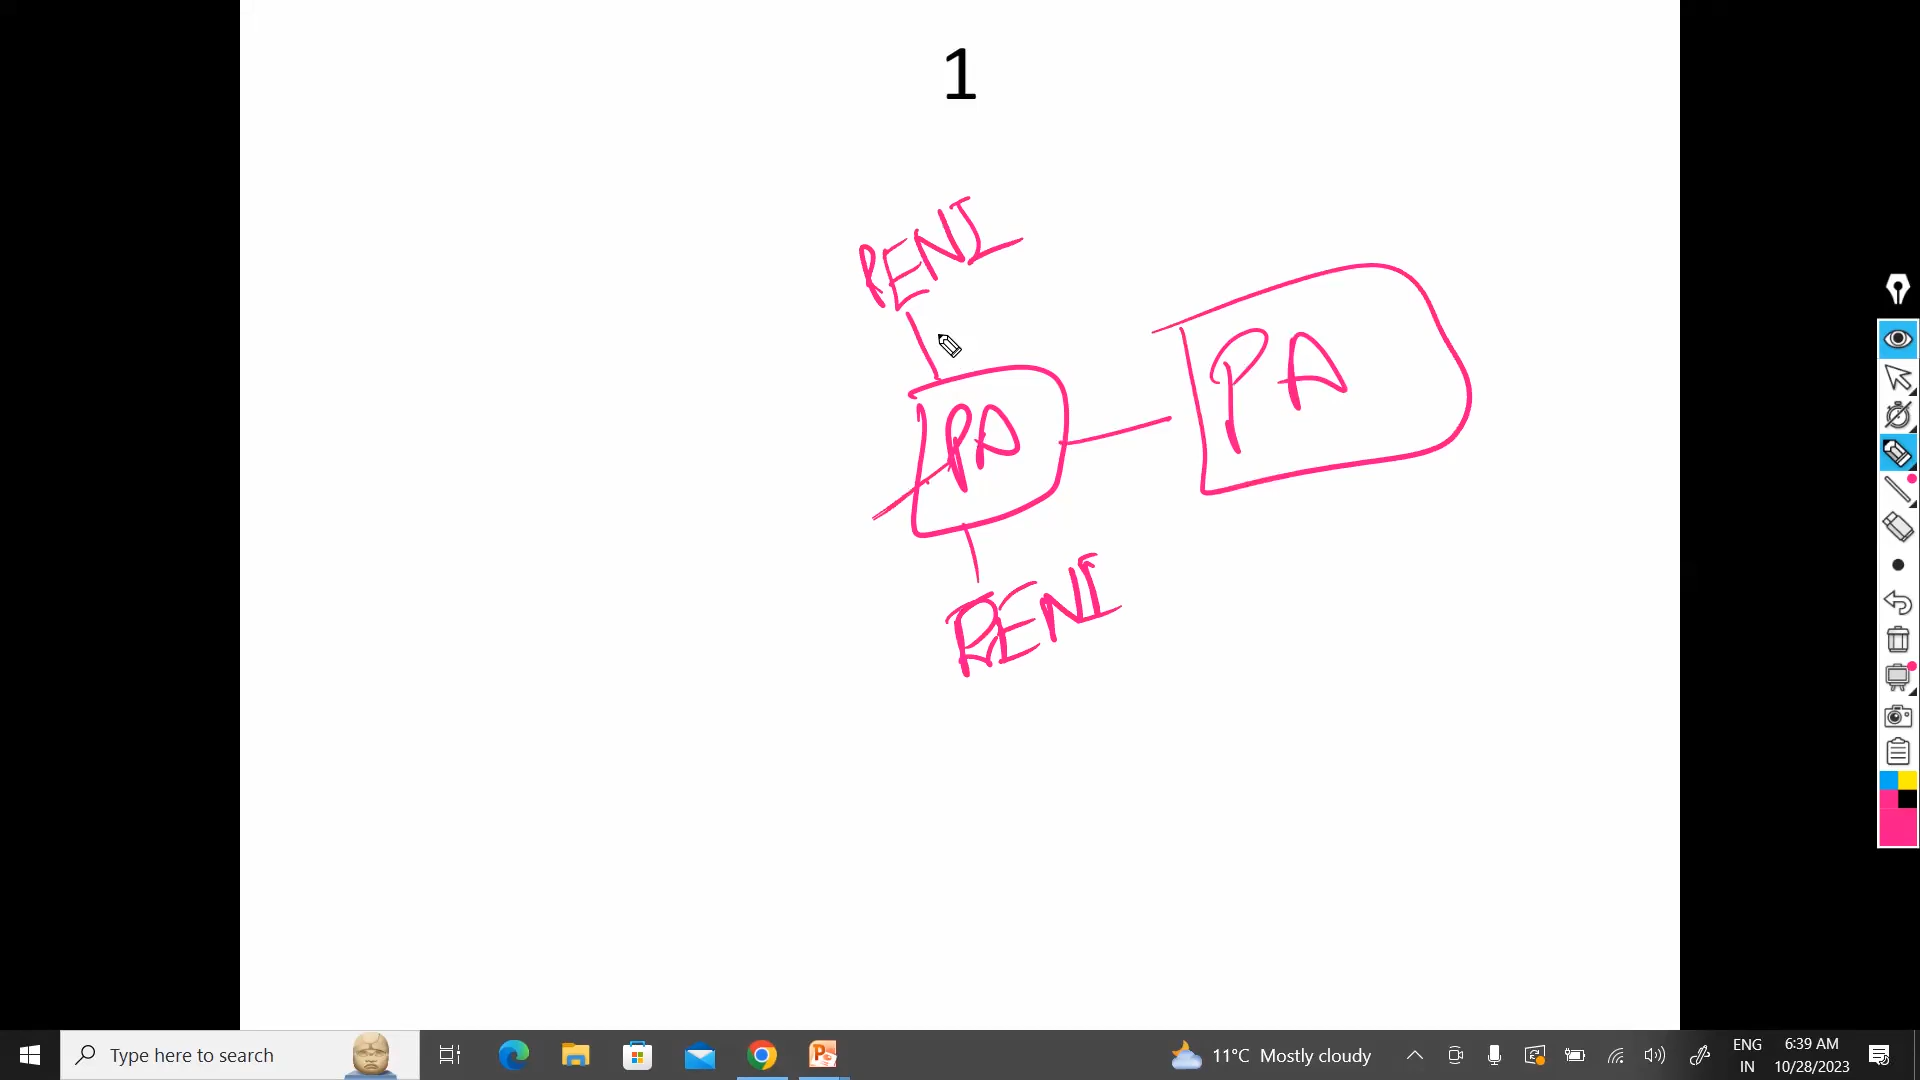 1
RENI
PA
PA
RENI
Type here to search
11°C Mostly cloudy
ENG
IN
6:39 AM
10/28/2023